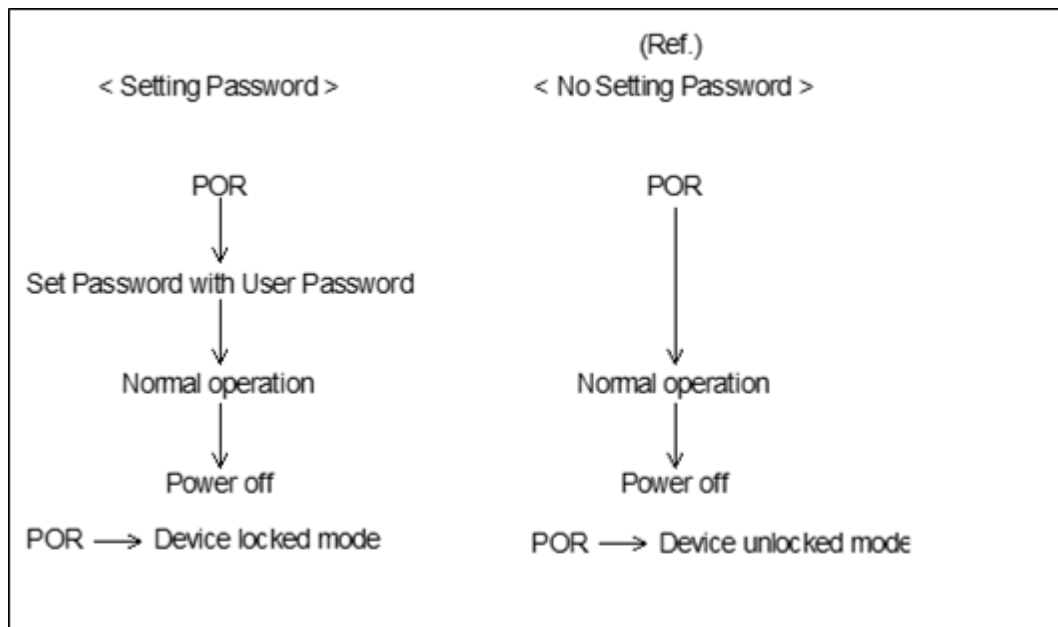 (Ref.)
< Setting Password >
< No Setting Password >
POR
POR
Set Password with User Password
Normal operation
Normal operation
Power off
Power off
POR → Device locked mode
POR → Device unlocked mode